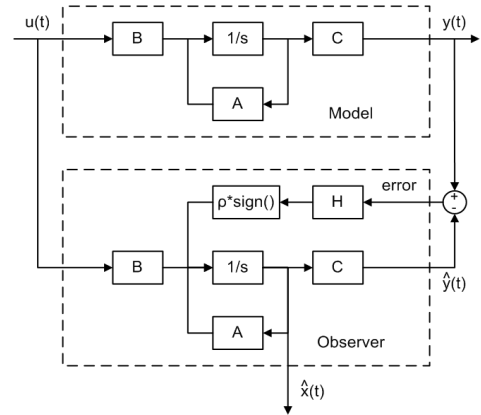 u(t)
y(t)
B
1/s
C
A
Model
error
ρ*sign()
H
+
-
B
1/s
C
ŷ(t)
A
Observer
x̂(t)